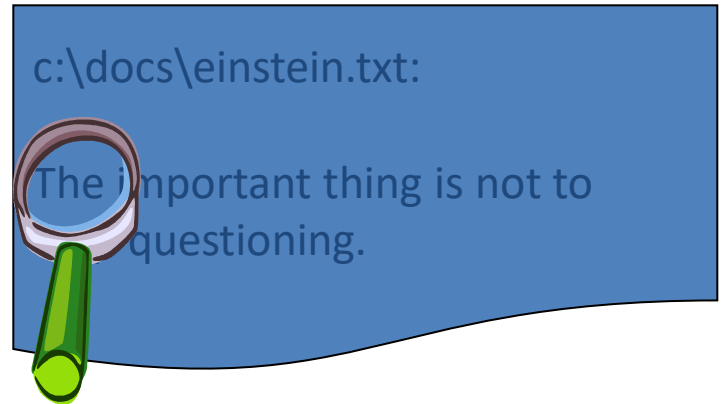 c:\docs\einstein.txt:
The important thing is not to
questioning.